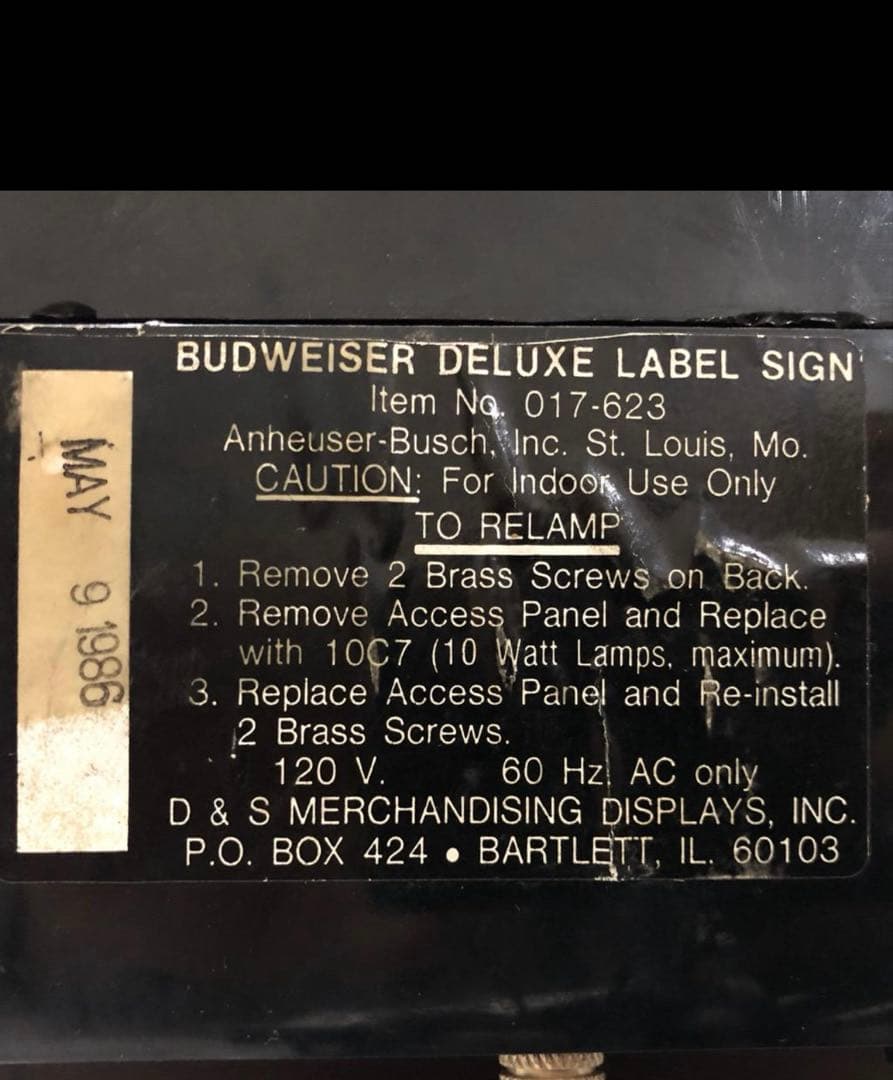 BUDWEISER DELUXE LABEL SIGN
Item No. 017-623
Anheuser-Busch, Inc. St. Louis, Mo.
CAUTION: For Indoor Use Only
TO RELAMP
1. Remove 2 Brass Screws on Back.
2. Remove Access Panel and Replace
with 10C7 (10 Watt Lamps, maximum).
3. Replace Access Panel and Re-install
2 Brass Screws.
120 V. 60 Hz. AC only
D & S MERCHANDISING DISPLAYS, INC.
P.O. BOX 424 • BARTLETT, IL. 60103
MAY 9 1986